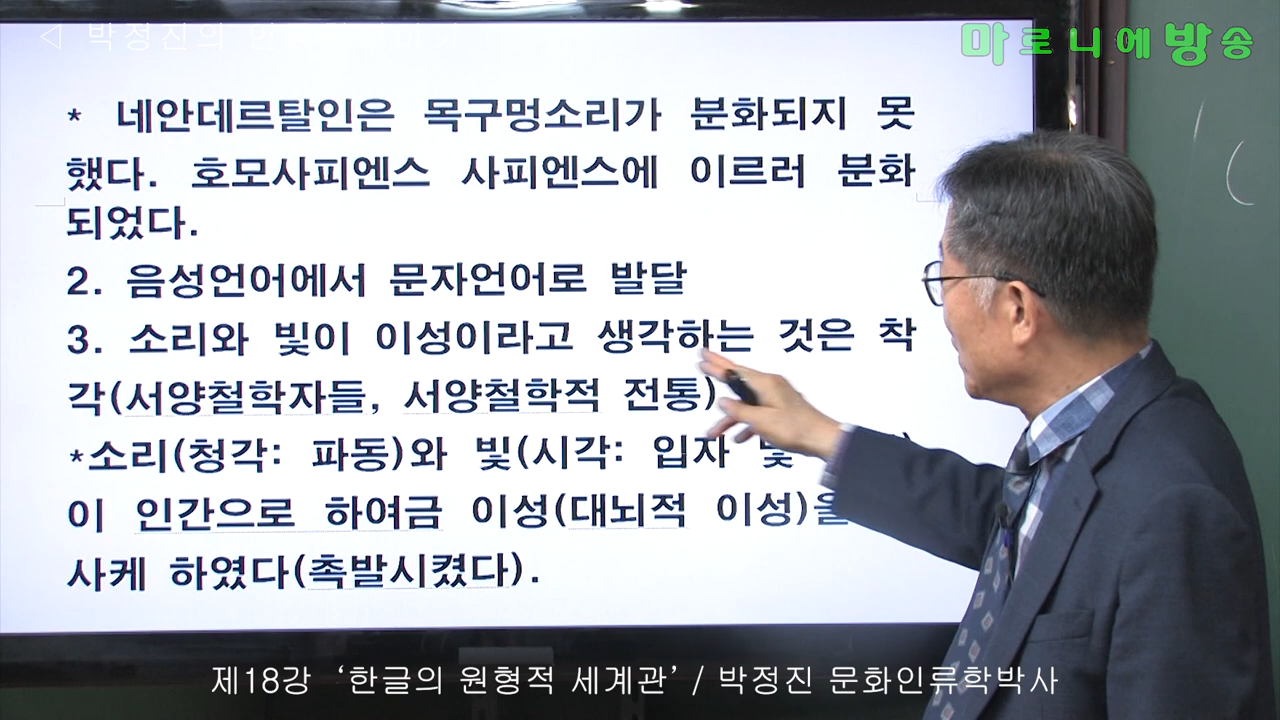 ◁ 박정진의
마로니에방송
* 네안데르탈인은 목구멍소리가 분화되지 못
했다. 호모사피엔스 사피엔스에 이르러 분화
되었다.
2. 음성언어에서 문자언어로 발달
3. 소리와 빛이 이성이라고 생각하는 것은 착
각(서양철학자들, 서양철학적 전통)
*소리(청각: 파동)와 빛(시각: 입자 및
이 인간으로 하여금 이성(대뇌적 이성)을
사케 하였다(촉발시켰다).
제18강 ‘한글의 원형적 세계관’ / 박정진 문화인류학박사